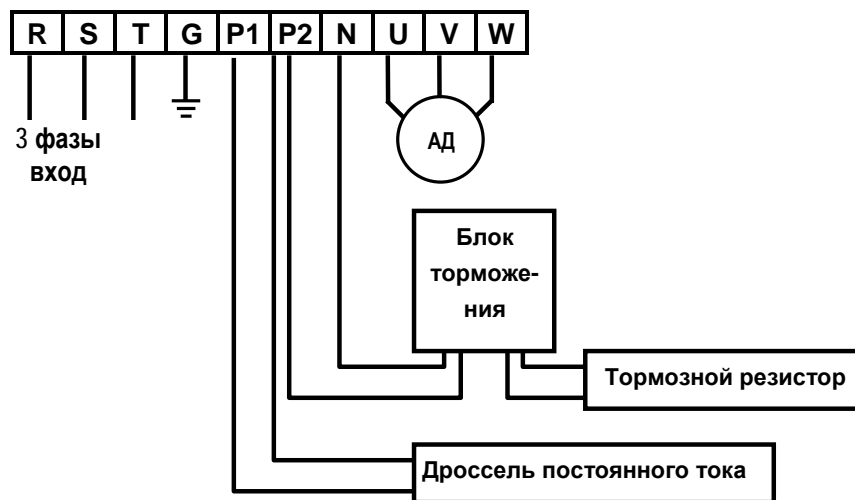 R S T G P1 P2 N U V W
3 фазы
вход
АД
Блок
торможе-
ния
Тормозной резистор
Дроссель постоянного тока